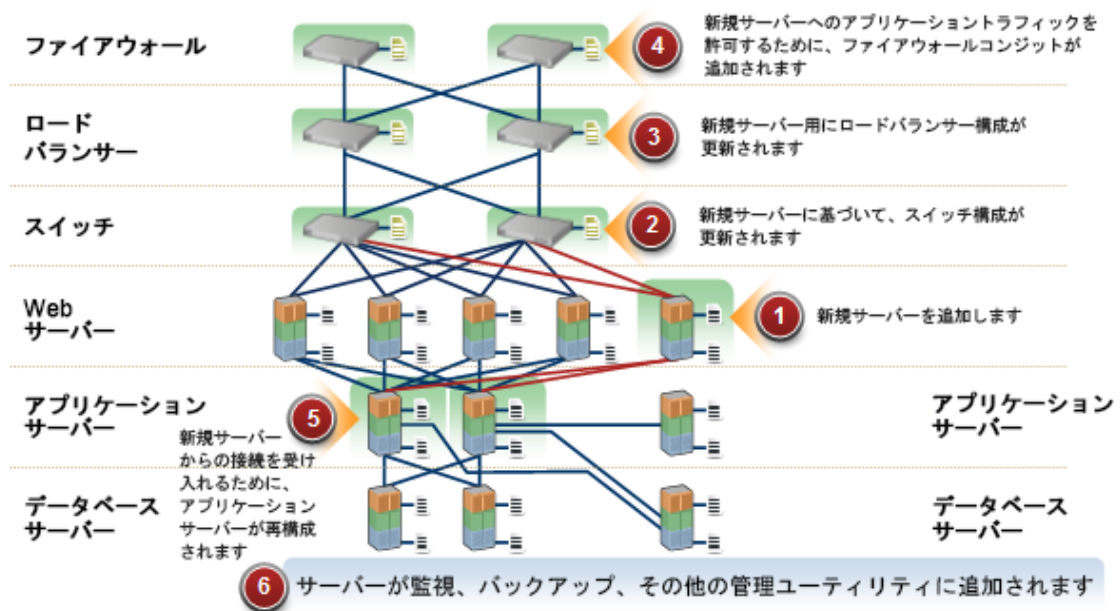 ファイアウォール
4
新規サーバーへのアプリケーショントラフィックを
許可するために、ファイアウォールコンジットが
追加されます
ロード
バランサー
3
新規サーバー用にロードバランサー構成が
更新されます
スイッチ
2
新規サーバーに基づいて、スイッチ構成が
更新されます
Web
サーバー
1
新規サーバーを追加します
アプリケーション
サーバー
5
新規サーバー
からの接続を受け
入れるために、
アプリケーション
サーバーが再構成
されます
アプリケーション
サーバー
データベース
サーバー
データベース
サーバー
6
サーバーが監視、バックアップ、その他の管理ユーティリティに追加されます